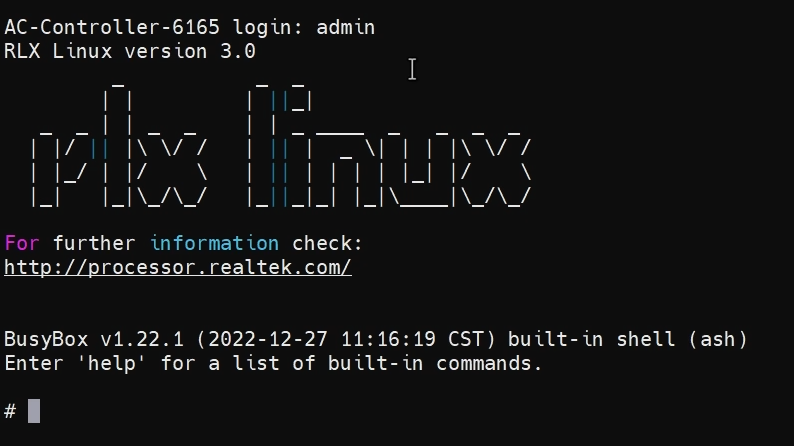 AC-Controller-6165 login: admin
RLX Linux version 3.0
rlx linux
For further information check:
http://processor.realtek.com/
BusyBox v1.22.1 (2022-12-27 11:16:19 CST) built-in shell (ash)
Enter 'help' for a list of built-in commands.
#